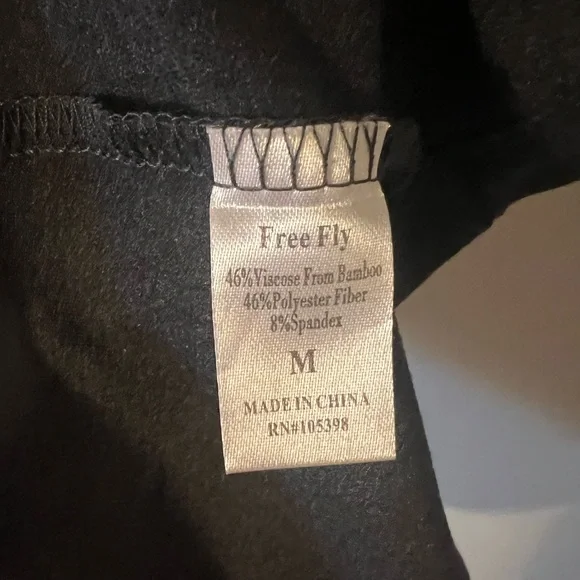 Free Fly
46%Viscose From Bamboo
46%Polyester Fiber
8%Spandex
M
MADE IN CHINA
RN#105398